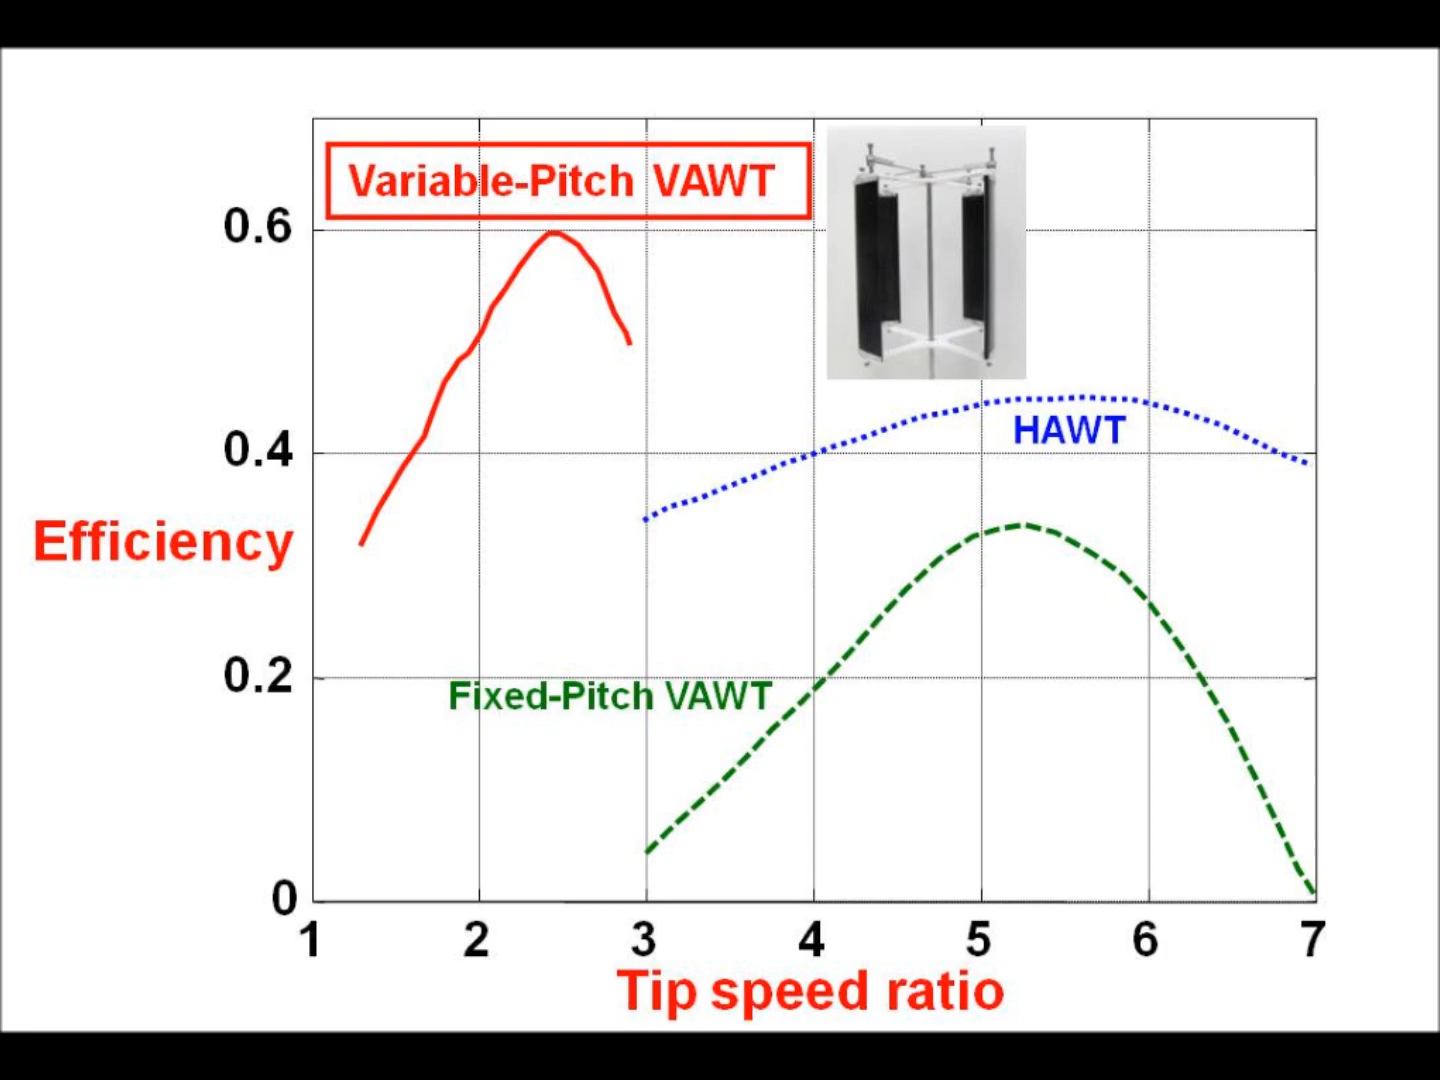 Variable-Pitch VAWT
0.6
HAWT
0.4
Efficiency
0.2
Fixed-Pitch VAWT
0
1 2 3 4 5 6 7
Tip speed ratio